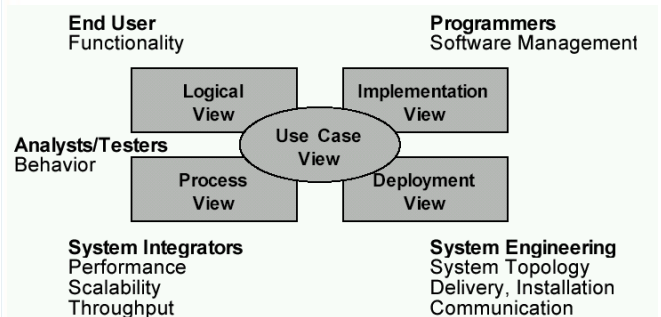 End User
Functionality
Programmers
Software Management
Logical
View
Implementation
View
Use Case
View
Analysts/Testers
Behavior
Process
View
Deployment
View
System Integrators
Performance
Scalability
Throughput
System Engineering
System Topology
Delivery, Installation
Communication